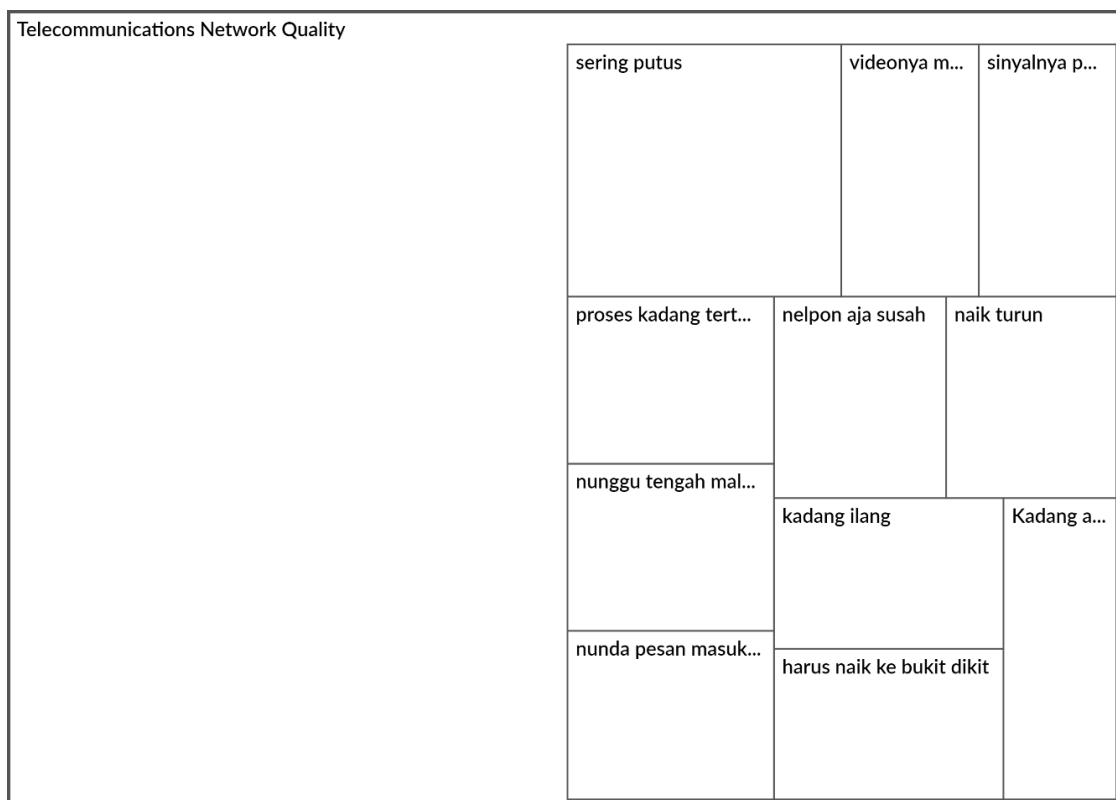 Telecommunications Network Quality
sering putus
videonya m...
sinyalnya p...
proses kadang tert...
nelpon aja susah
naik turun
nunggu tengah mal...
kadang ilang
Kadang a...
nunda pesan masuk...
harus naik ke bukit dikit